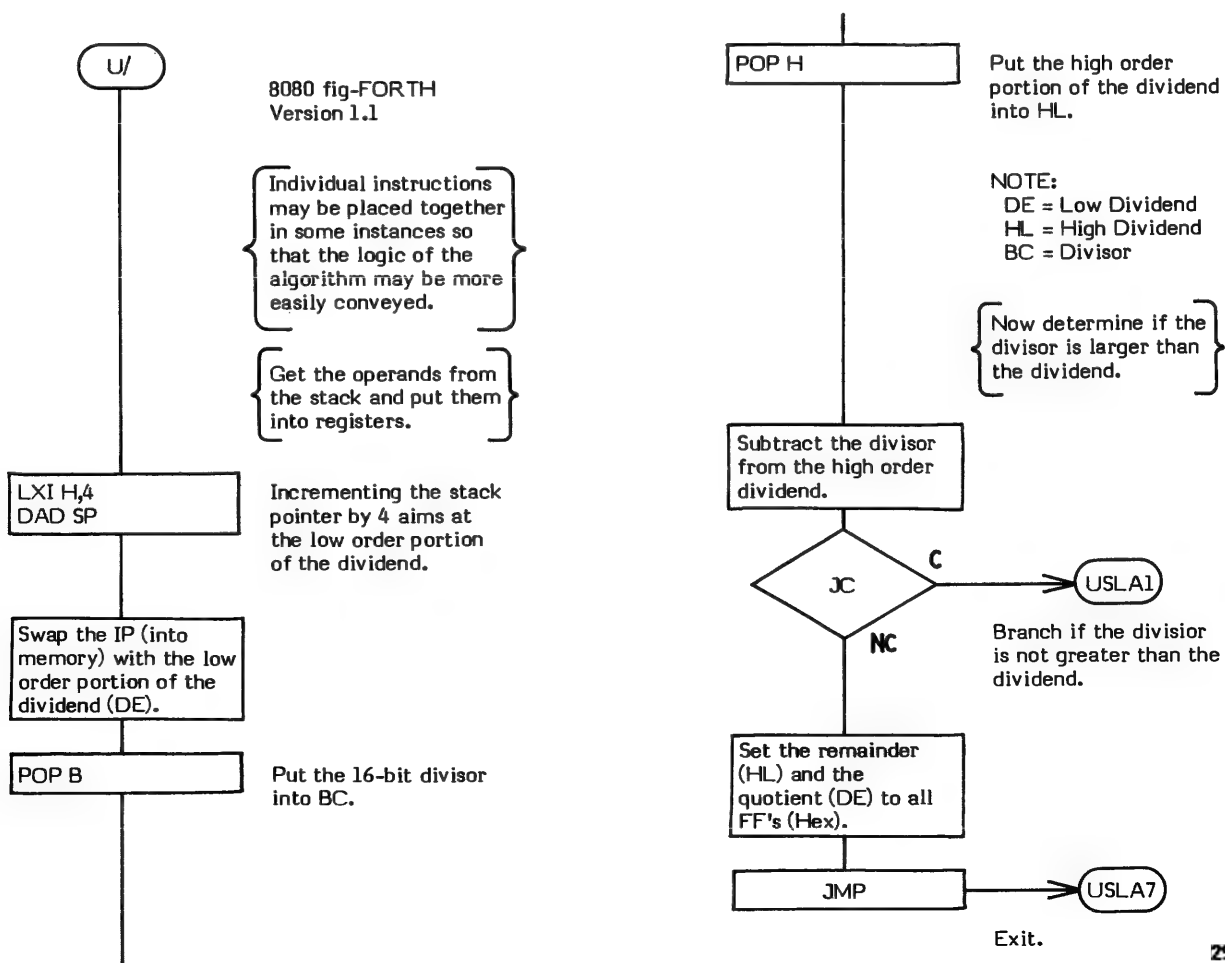 U/
8080 fig-FORTH
Version 1.1
Individual instructions
may be placed together
in some instances so
that the logic of the
algorithm may be more
easily conveyed.
Get the operands from
the stack and put them
into registers.
LXI H,4
DAD SP
Incrementing the stack
pointer by 4 aims at
the low order portion
of the dividend.
Swap the IP (into
memory) with the low
order portion of the
dividend (DE).
POP B
Put the 16-bit divisor
into BC.
POP H
Put the high order
portion of the dividend
into HL.
NOTE:
DE = Low Dividend
HL = High Dividend
BC = Divisor
Now determine if the
divisor is larger than
the dividend.
Subtract the divisor
from the high order
dividend.
JC
C
USLA1
NC
Branch if the divisior
is not greater than the
dividend.
Set the remainder
(HL) and the
quotient (DE) to all
FF's (Hex).
JMP
USLA7
Exit.